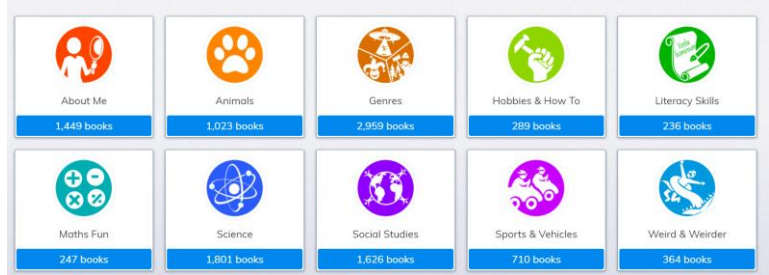 About Me
1,449 books
Animals
1,023 books
Genres
2,959 books
Hobbies & How To
289 books
Literacy Skills
236 books
Maths Fun
247 books
Science
1,801 books
Social Studies
1,626 books
Sports & Vehicles
710 books
Weird & Weirder
364 books